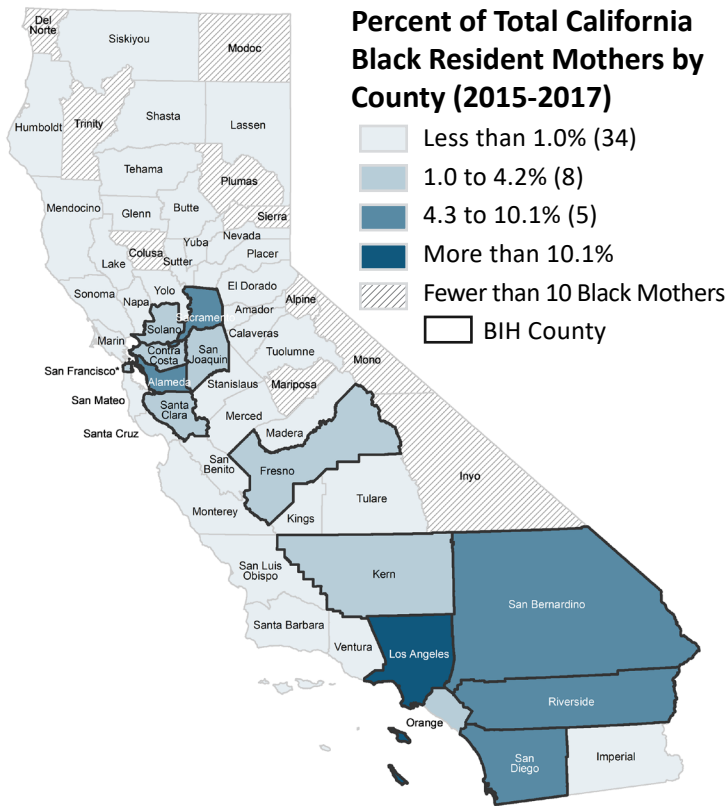 Percent of Total California
Black Resident Mothers by
County (2015-2017)
Less than 1.0% (34)
1.0 to 4.2% (8)
4.3 to 10.1% (5)
More than 10.1%
Fewer than 10 Black Mothers
BIH County
Del
Norte
Siskiyou
Modoc
Humboldt
Trinity
Shasta
Lassen
Tehama
Plumas
Mendocino
Glenn
Butte
Sierra
Nevada
Yuba
Colusa
Sutter
Placer
Lake
Sonoma
Napa
Yolo
El Dorado
Alpine
Sacramento
Amador
Solano
Calaveras
Marin
Contra
Costa
San
Joaquin
Tuolumne
Mono
San Francisco*
Alameda
Stanislaus
Mariposa
San Mateo
Santa
Clara
Merced
Santa Cruz
Madera
San
Benito
Fresno
Inyo
Monterey
Kings
Tulare
San Luis
Obispo
Kern
San Bernardino
Santa Barbara
Ventura
Los Angeles
Orange
Riverside
San
Diego
Imperial